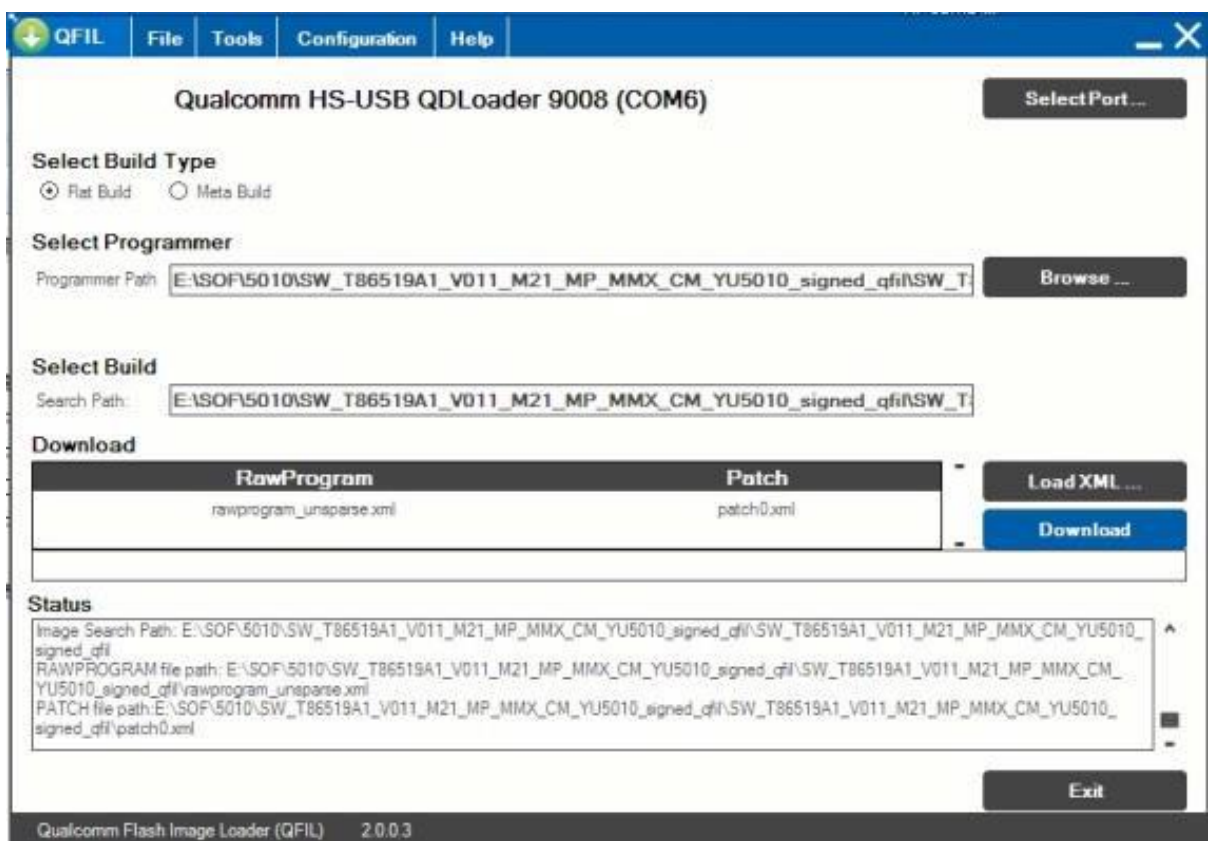 QFIL File Tools Configuration Help
Qualcomm HS-USB QDLoader 9008 (COM6)
SelectPort ...
Select Build Type
Flat Build Meta Build
Select Programmer
Programmer Path E:\SOF\5010\SW_T86519A1_V011_M21_MP_MMX_CM_YU5010_signed_qfil\SW_T
Browse ...
Select Build
Search Path: E:\SOF\5010\SW_T86519A1_V011_M21_MP_MMX_CM_YU5010_signed_qfil\SW_T
Download
RawProgram Patch
Load XML ...
rawprogram_unsparse.xml patch0.xml
Download
Status
Image Search Path: E:\SOF\5010\SW_T86519A1_V011_M21_MP_MMX_CM_YU5010_signed_qfil\SW_T86519A1_V011_M21_MP_MMX_CM_YU5010_
signed_qfil
RAWPROGRAM file path: E:\SOF\5010\SW_T86519A1_V011_M21_MP_MMX_CM_YU5010_signed_qfil\SW_T86519A1_V011_M21_MP_MMX_CM_
YU5010_signed_qfil\rawprogram_unsparse.xml
PATCH file path:E:\SOF\5010\SW_T86519A1_V011_M21_MP_MMX_CM_YU5010_signed_qfil\SW_T86519A1_V011_M21_MP_MMX_CM_YU5010_
signed_qfil\patch0.xml
Exit
Qualcomm Flash Image Loader (QFIL) 2.0.0.3